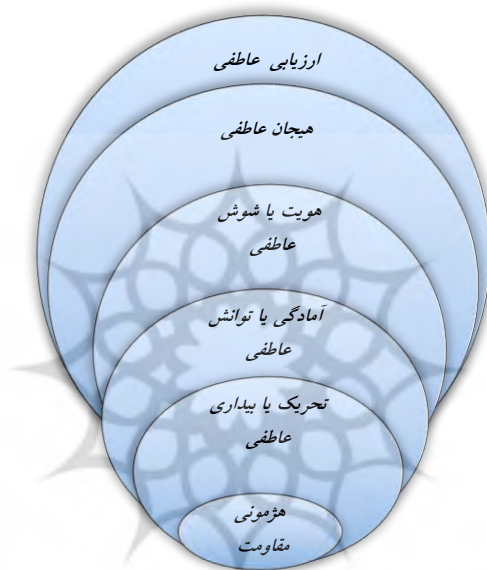 ارزیابی عاطفی
هیجان عاطفی
هویت یا شوش
عاطفی
آمادگی یا توانش
عاطفی
تحریک یا بیداری
عاطفی
هژمونی
مقاومت